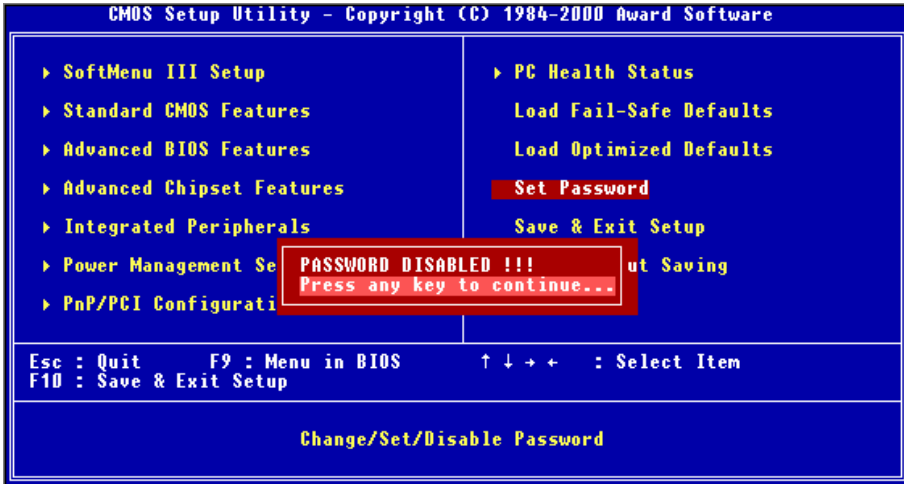 CMOS Setup Utility - Copyright (C) 1984-2000 Award Software
SoftMenu III Setup
Standard CMOS Features
Advanced BIOS Features
Advanced Chipset Features
Integrated Peripherals
Power Management Se
PnP/PCI Configurati
PC Health Status
Load Fail-Safe Defaults
Load Optimized Defaults
Set Password
Save & Exit Setup
ut Saving
PASSWORD DISABLED !!!
Press any key to continue...
Esc : Quit F9 : Menu in BIOS ↑ ↓ → ← : Select Item
F10 : Save & Exit Setup
Change/Set/Disable Password